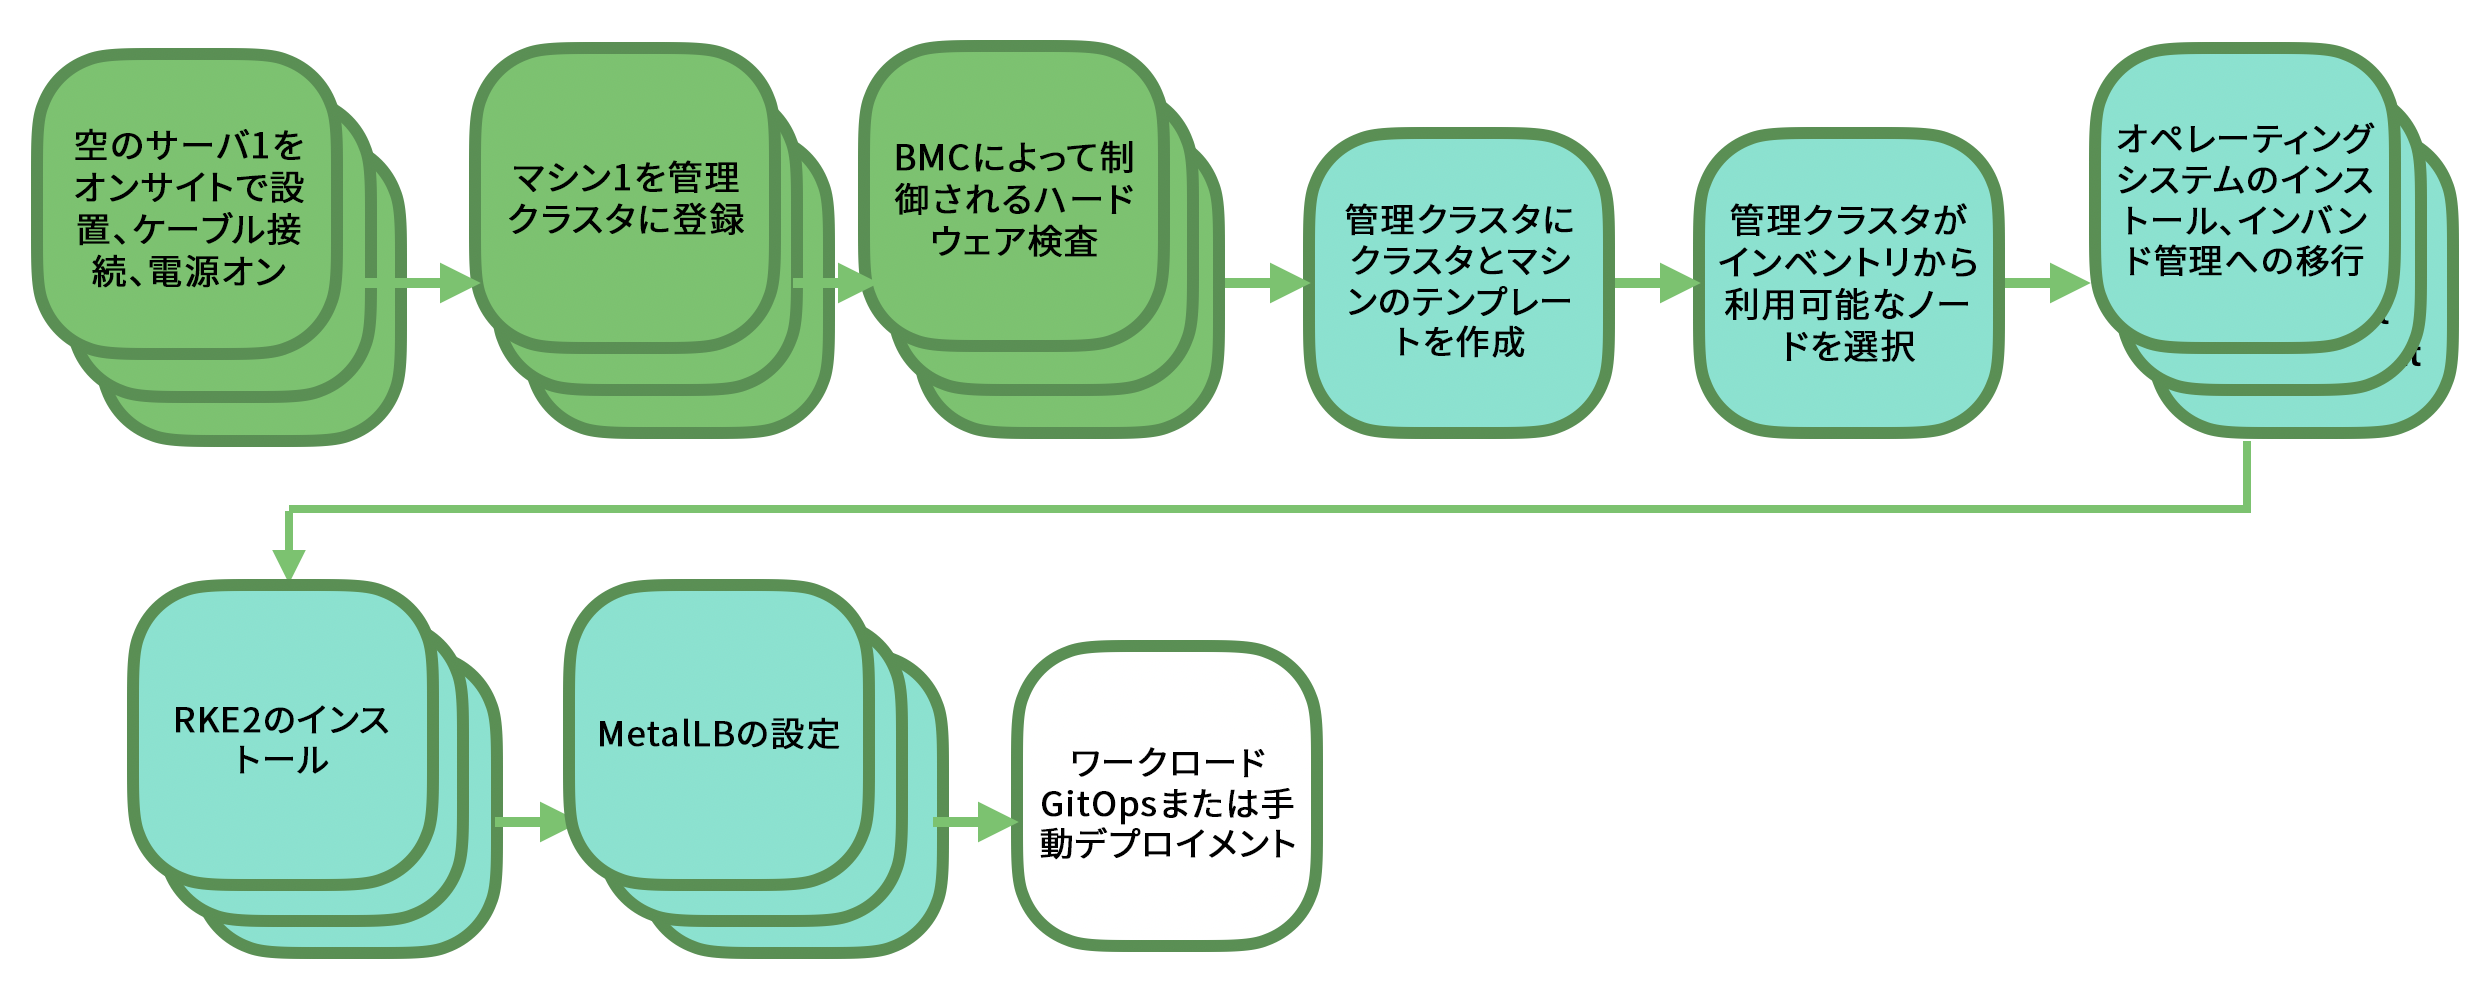 空のサーバ1を
オンサイトで設
置、ケーブル接
続、電源オン
マシン1を管理
クラスタに登録
BMCによって制
御されるハード
ウェア検査
管理クラスタに
クラスタとマシ
ンのテンプレー
トを作成
管理クラスタが
インベントリから
利用可能なノー
ドを選択
オペレーティング
システムのインス
トール、インバン
ド管理への移行
RKE2のインス
トール
MetalLBの設定
ワークロード
GitOpsまたは手
動デプロイメント